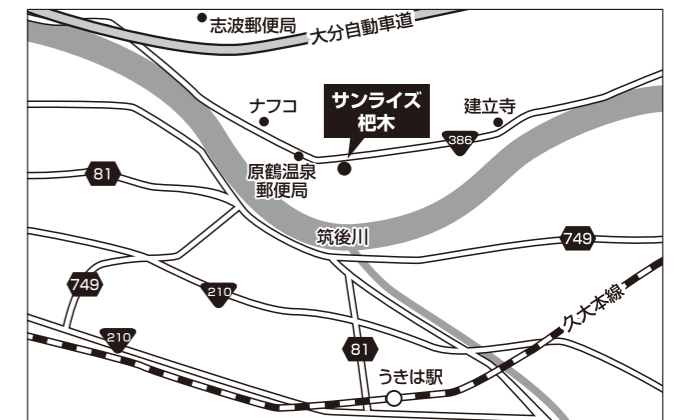 志波郵便局
大分自動車道
ナフコ
サンライズ
杷木
建立寺
386
原鶴温泉
郵便局
81
筑後川
749
749
210
210
久大本線
81
うきは駅